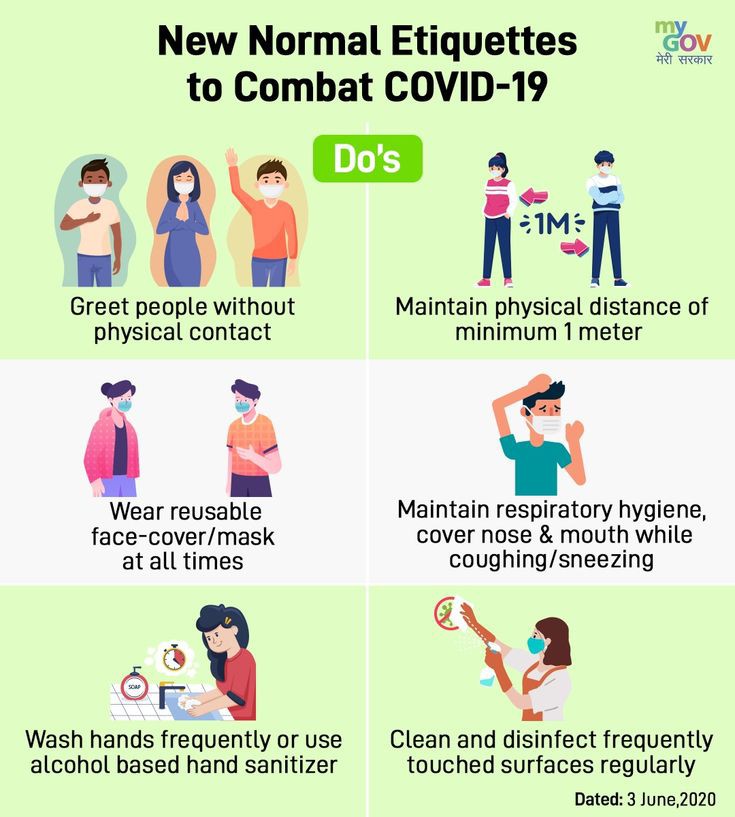 New Normal Etiquettes
to Combat COVID-19
my
GOV
मेरी सरकार
Do's
Greet people without
physical contact
1M
Maintain physical distance of
minimum 1 meter
Wear reusable
face-cover/mask
at all times
Maintain respiratory hygiene,
cover nose & mouth while
coughing/sneezing
SOAP
Wash hands frequently or use
alcohol based hand sanitizer
Clean and disinfect frequently
touched surfaces regularly
Dated: 3 June,2020